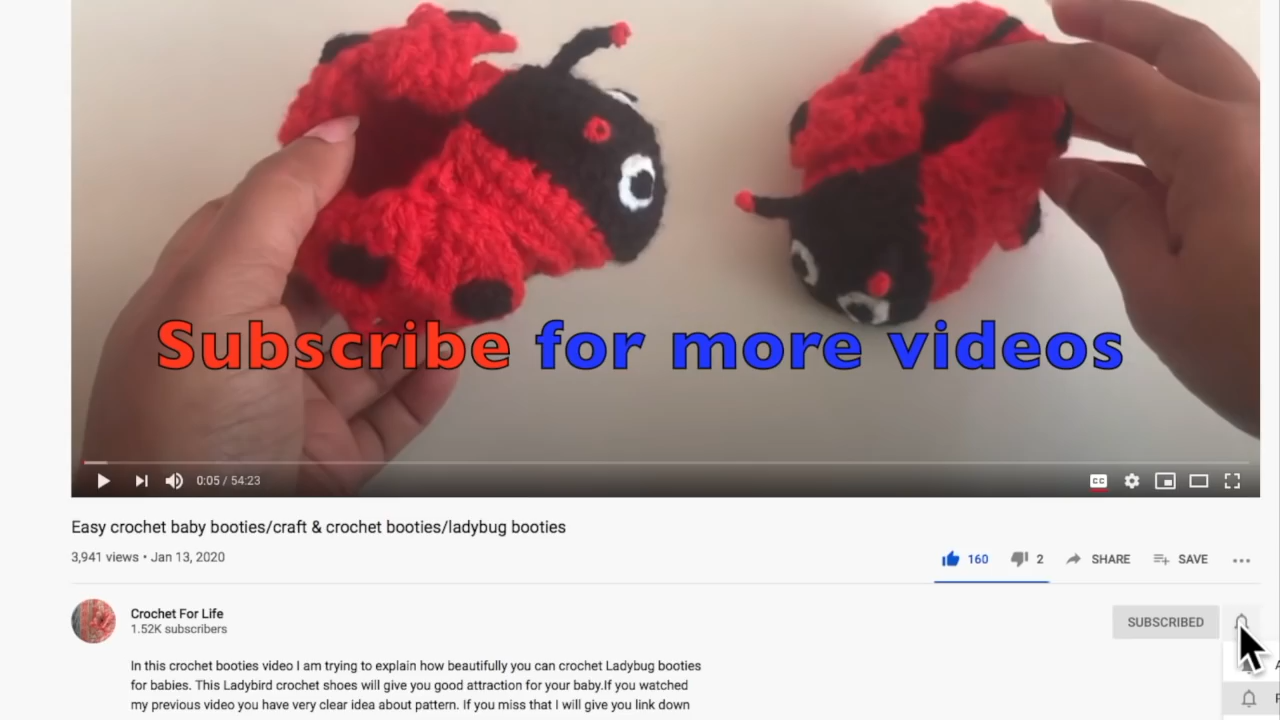 Subscribe for more videos
0:05 / 54:23
CC
Easy crochet baby booties/craft & crochet booties/ladybug booties
3,941 views • Jan 13, 2020
160 2 SHARE SAVE
Crochet For Life
1.52K subscribers
SUBSCRIBED
In this crochet booties video I am trying to explain how beautifully you can crochet Ladybug booties
for babies. This Ladybird crochet shoes will give you good attraction for your baby.If you watched
my previous video you have very clear idea about pattern. If you miss that I will give you link down